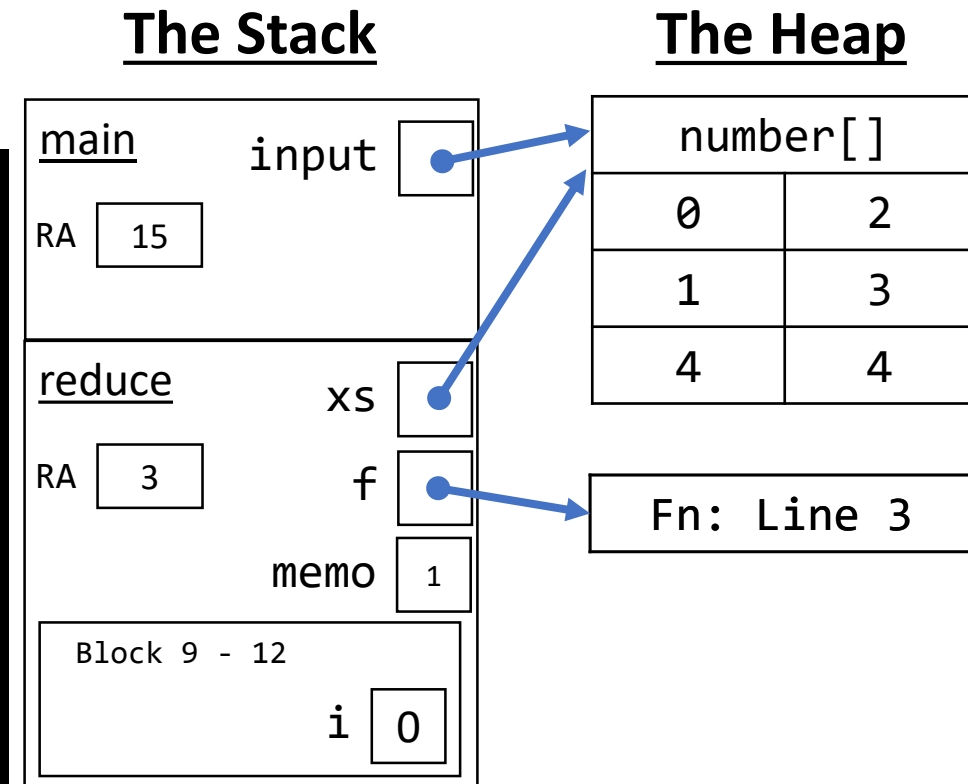 The Stack
The Heap
main
input
RA 15
number[]
0 2
1 3
4 4
reduce
xs
RA 3
f
Fn: Line 3
memo 1
Block 9 - 12
i 0